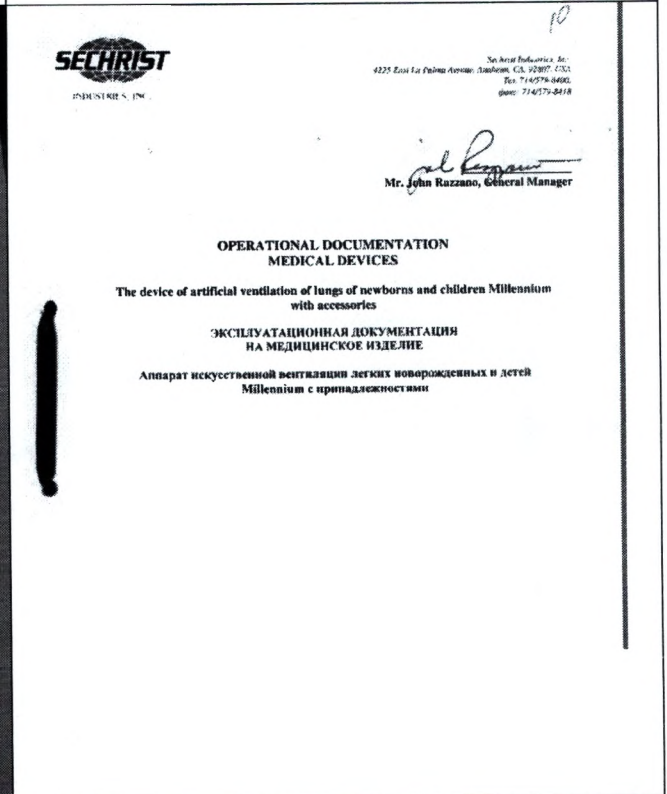 10
SECHRIST
INDUSTRIES, INC.
Sechrist Industries, Inc.
4225 East La Palma Avenue, Anaheim, CA, 92807, USA
Тел. 714/579-8400,
факс: 714/579-8418
Mr. John Razzano, General Manager
OPERATIONAL DOCUMENTATION
MEDICAL DEVICES
The device of artificial ventilation of lungs of newborns and children Millennium
with accessories
ЭКСПЛУАТАЦИОННАЯ ДОКУМЕНТАЦИЯ
НА МЕДИЦИНСКОЕ ИЗДЕЛИЕ
Аппарат искусственной вентиляции легких новорожденных и детей
Millennium с принадлежностями